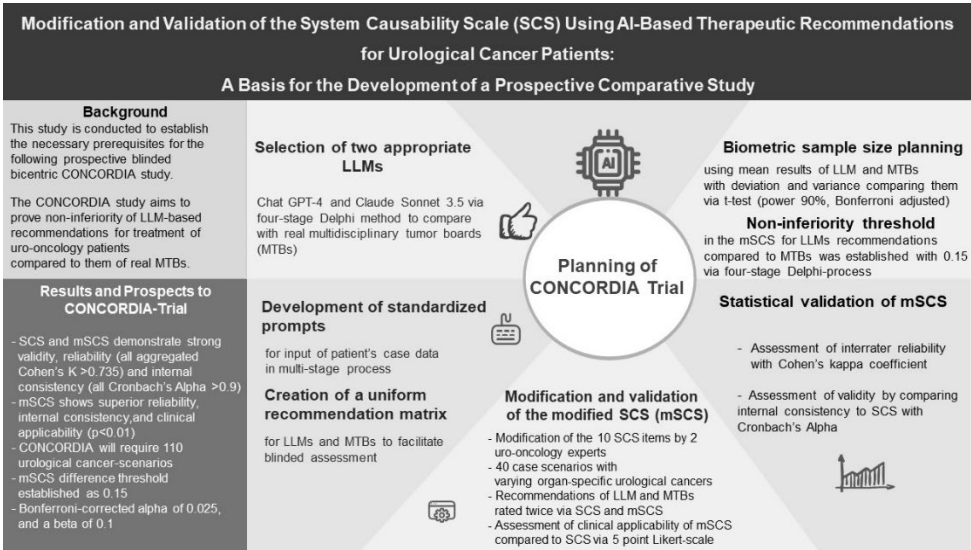 Modification and Validation of the System Causability Scale (SCS) Using AI-Based Therapeutic Recommendations
for Urological Cancer Patients:
A Basis for the Development of a Prospective Comparative Study
Background
This study is conducted to establish
the necessary prerequisites for the
following prospective blinded
bicentric CONCORDIA study.
The CONCORDIA study aims to
prove non-inferiority of LLM-based
recommendations for treatment of
uro-oncology patients
compared to them of real MTBs.
Results and Prospects to
CONCORDIA-Trial
- SCS and mSCS demonstrate strong
validity, reliability (all aggregated
Cohen's K >0.735) and internal
consistency (all Cronbach's Alpha >0.9)
- mSCS shows superior reliability,
internal consistency,and clinical
applicability (p<0.01)
- CONCORDIA will require 110
urological cancer-scenarios
- mSCS difference threshold
established as 0.15
- Bonferroni-corrected alpha of 0.025,
and a beta of 0.1
Selection of two appropriate
LLMs
Chat GPT-4 and Claude Sonnet 3.5 via
four-stage Delphi method to compare
with real multidisciplinary tumor boards
(MTBs)
Development of standardized
prompts
for input of patient's case data
in multi-stage process
Creation of a uniform
recommendation matrix
for LLMs and MTBs to facilitate
blinded assessment
AI
Planning of
CONCORDIA Trial
Modification and validation
of the modified SCS (mSCS)
- Modification of the 10 SCS items by 2
uro-oncology experts
- 40 case scenarios with
varying organ-specific urological cancers
- Recommendations of LLM and MTBs
rated twice via SCS and mSCS
- Assessment of clinical applicability of mSCS
compared to SCS via 5 point Likert-scale
Biometric sample size planning
using mean results of LLM and MTBs
with deviation and variance comparing them
via t-test (power 90%, Bonferroni adjusted)
Non-inferiority threshold
in the mSCS for LLMs recommendations
compared to MTBs was established with 0.15
via four-stage Delphi-process
Statistical validation of mSCS
- Assessment of interrater reliability
with Cohen's kappa coefficient
- Assessment of validity by comparing
internal consistency to SCS with
Cronbach's Alpha